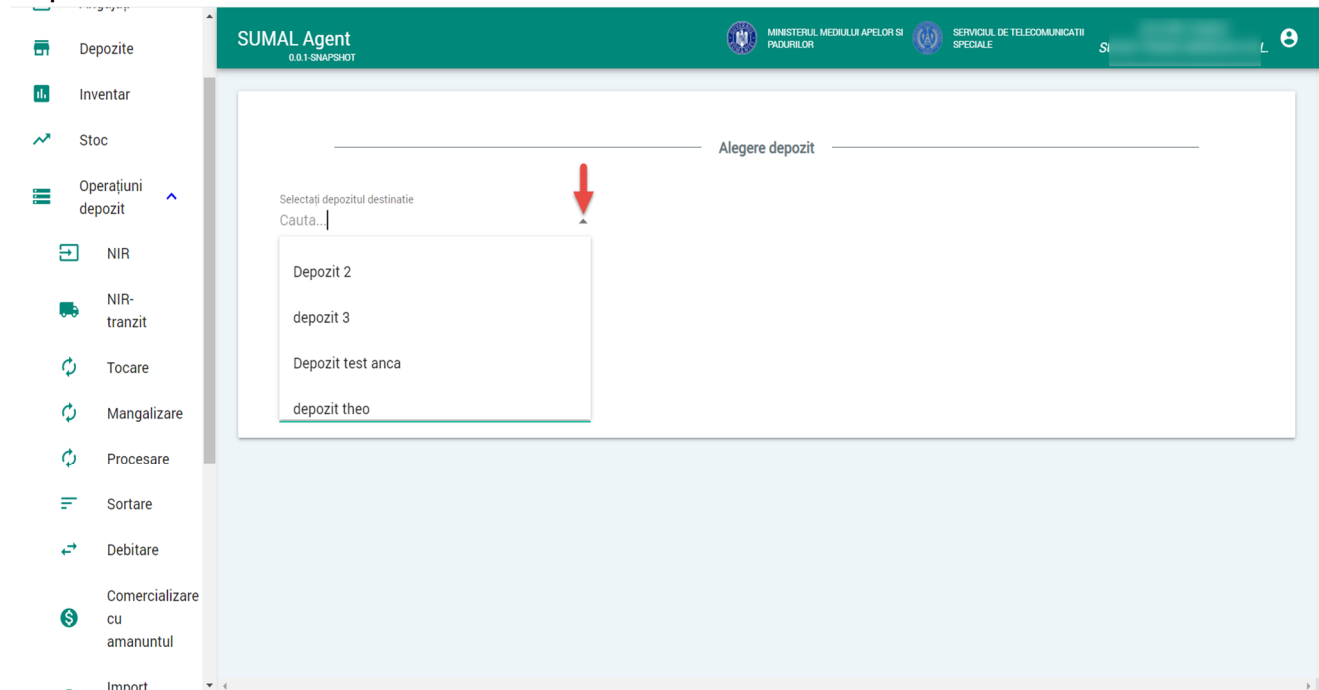 SUMAL Agent
0.0.1-SNAPSHOT
MINISTERUL MEDIULUI APELOR SI
PADURILOR
SERVICIUL DE TELECOMUNICATII
SPECIALE
Depozite
Inventar
Stoc
Operațiuni
depozit
NIR
NIR-
tranzit
Tocare
Mangalizare
Procesare
Sortare
Debitare
Comercializare
cu
amanuntul
Import
Alegere depozit
Selectați depozitul destinatie
Cauta...
Depozit 2
depozit 3
Depozit test anca
depozit theo